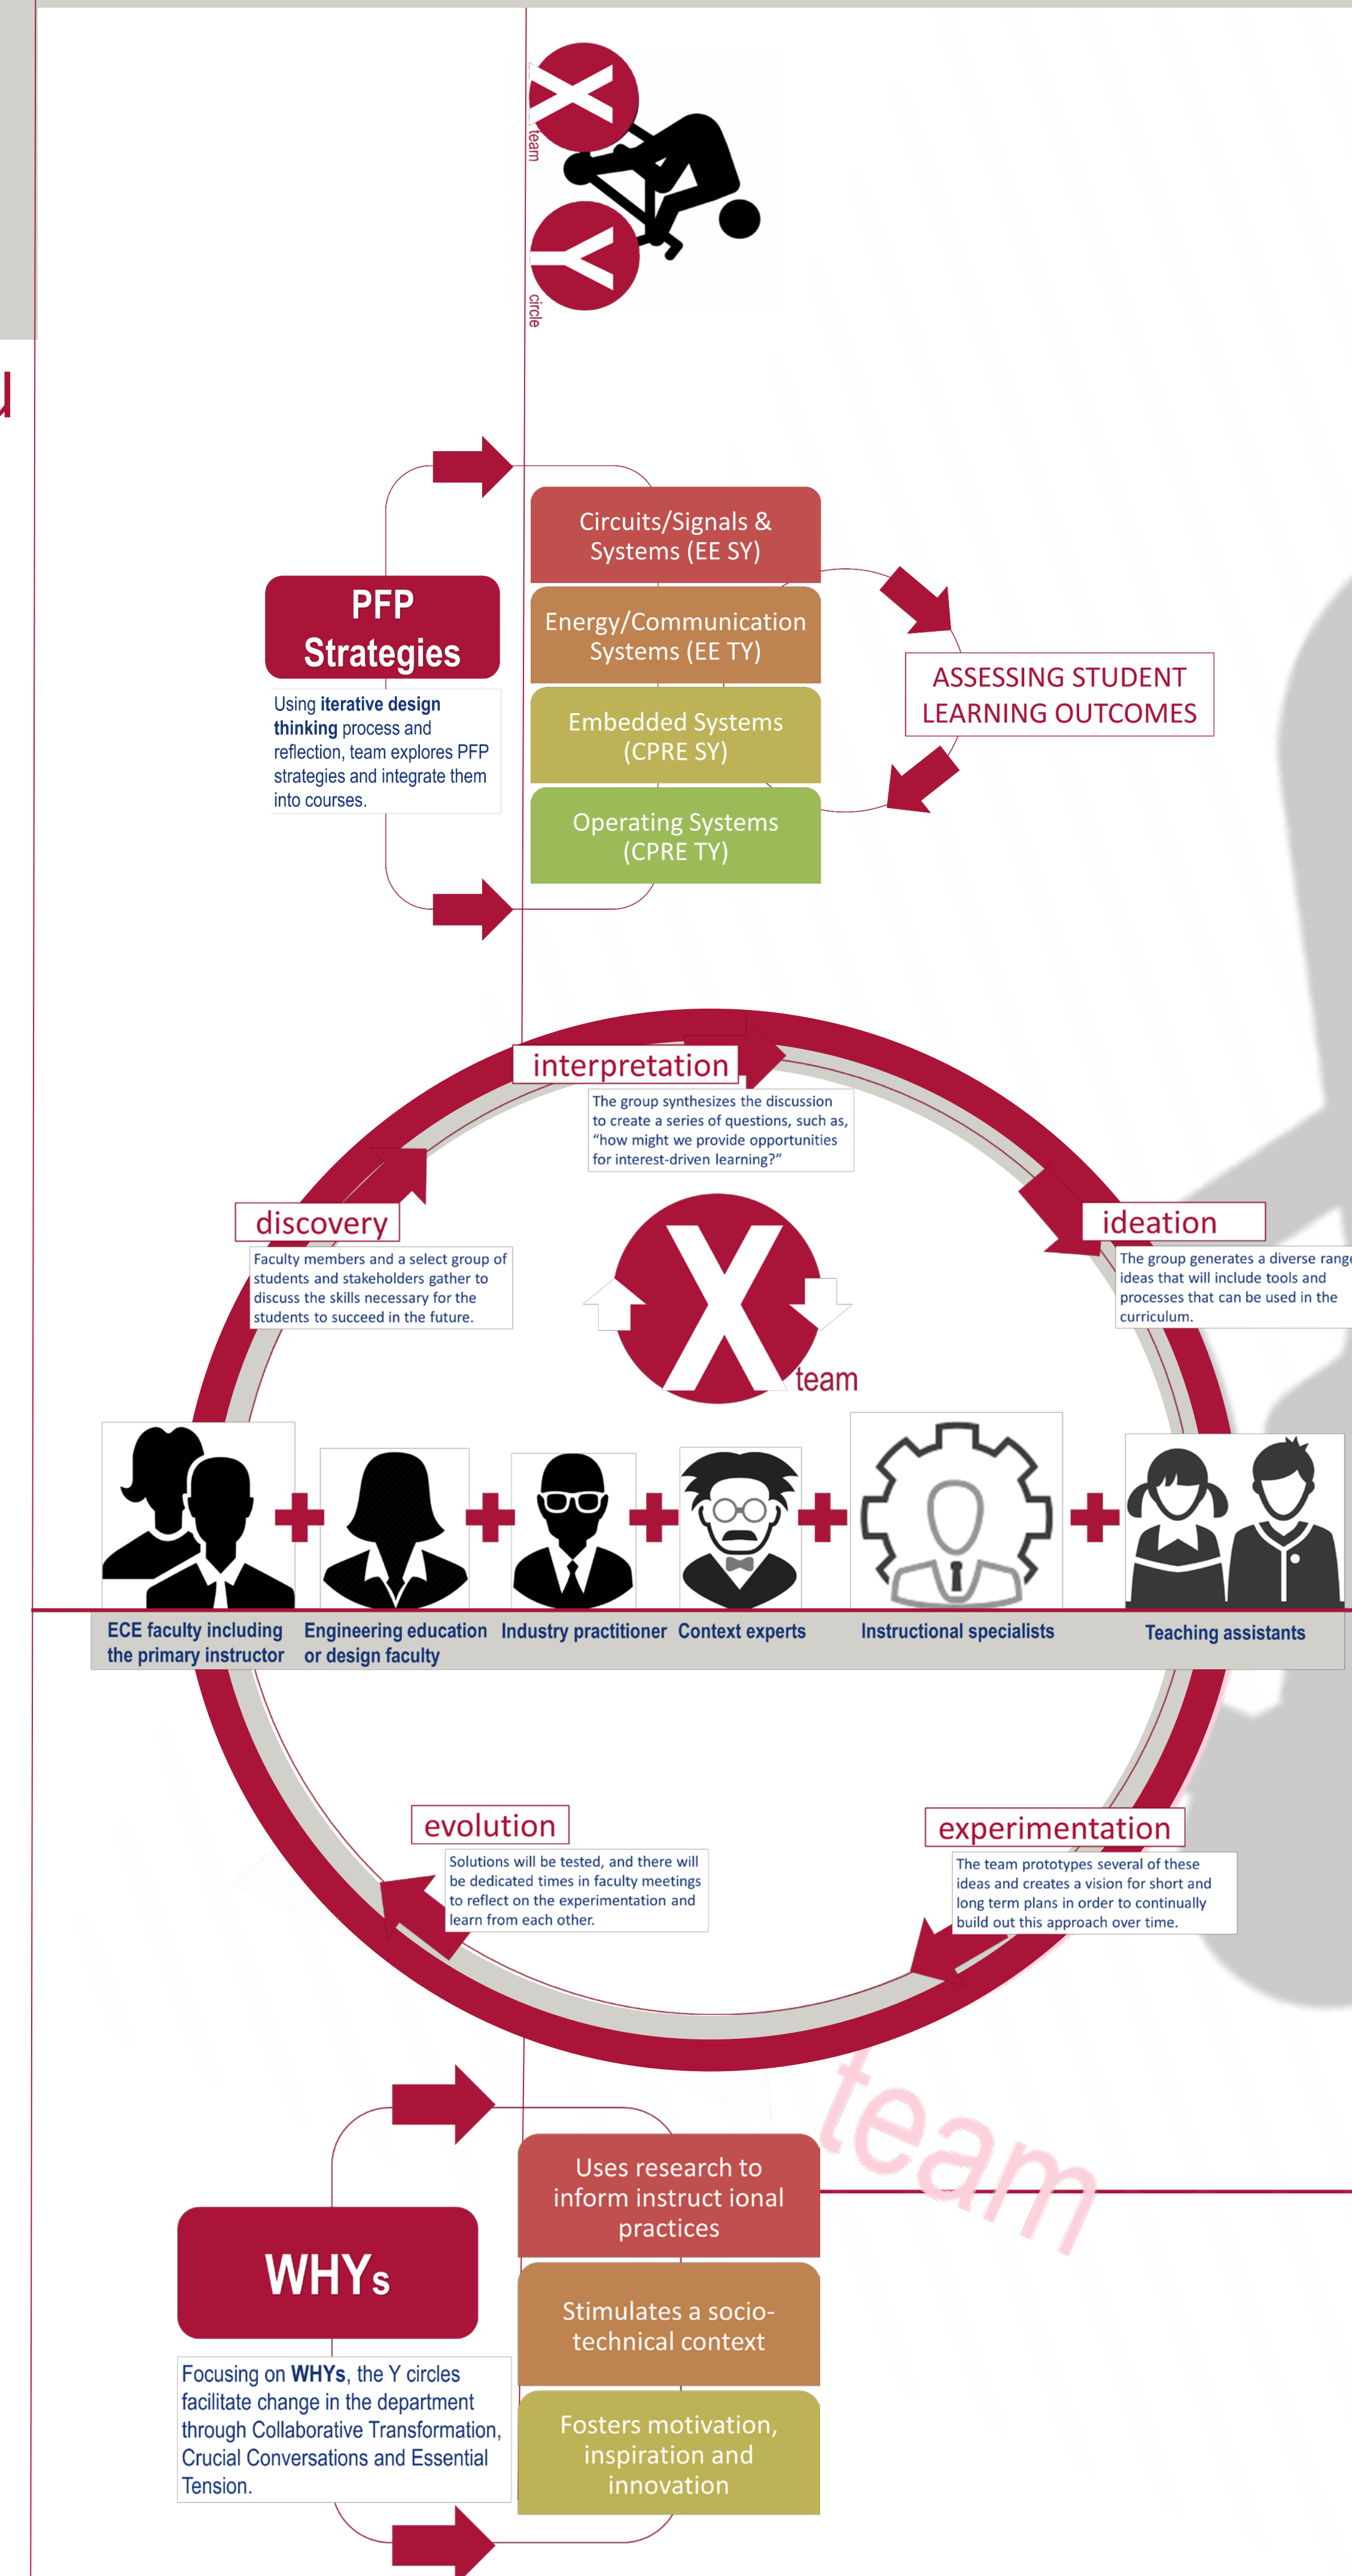 X
team
Y
circle
u
Circuits/Signals &
Systems (EE SY)
PFP
Strategies
Energy/Communication
Systems (EE TY)
ASSESSING STUDENT
LEARNING OUTCOMES
Using iterative design
thinking process and
reflection, team explores PFP
strategies and integrate them
into courses.
Embedded Systems
(CPRE SY)
Operating Systems
(CPRE TY)
interpretation
The group synthesizes the discussion
to create a series of questions, such as,
“how might we provide opportunities
for interest-driven learning?”
discovery
Faculty members and a select group of
students and stakeholders gather to
discuss the skills necessary for the
students to succeed in the future.
ideation
The group generates a diverse range
ideas that will include tools and
processes that can be used in the
curriculum.
X
team
ECE faculty including
the primary instructor
Engineering education
or design faculty
Industry practitioner
Context experts
Instructional specialists
Teaching assistants
evolution
Solutions will be tested, and there will
be dedicated times in faculty meetings
to reflect on the experimentation and
learn from each other.
experimentation
The team prototypes several of these
ideas and creates a vision for short and
long term plans in order to continually
build out this approach over time.
team
Uses research to
inform instruct ional
practices
WHYs
Stimulates a socio-
technical context
Focusing on WHYs, the Y circles
facilitate change in the department
through Collaborative Transformation,
Crucial Conversations and Essential
Tension.
Fosters motivation,
inspiration and
innovation